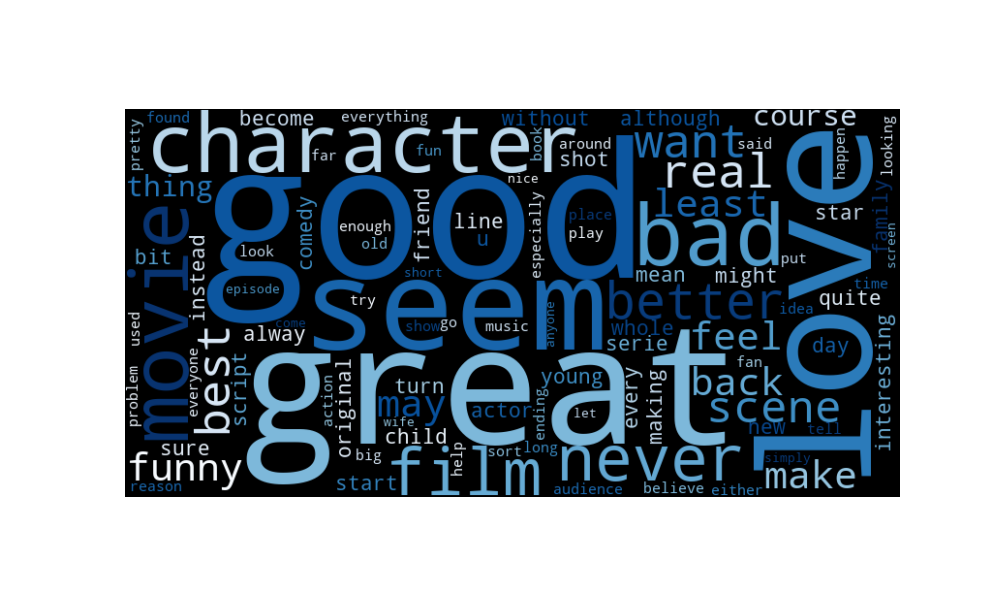 found
become
everything
without
although
course
pretty
character
far
fun
book
around
shot
want
said
real
happen
looking
thing
good
nice
comedy
friend
enough
old
line
u
especially
place
play
least
bad
love
star
family
screen
movie
bit
instead
look
episode
short
seem
try
show
go
music
anyone
mean
might
put
better
time
quite
idea
used
come
alway
best
great
whole
serie
feel
day
interesting
problem
everyone
script
action
original
turn
may
wife
child
actor
young
ending
let
every
making
fan
back
scene
new
tell
sure
funny
reason
big
start
film
help
sort
long
never
audience
believe
either
simply
make